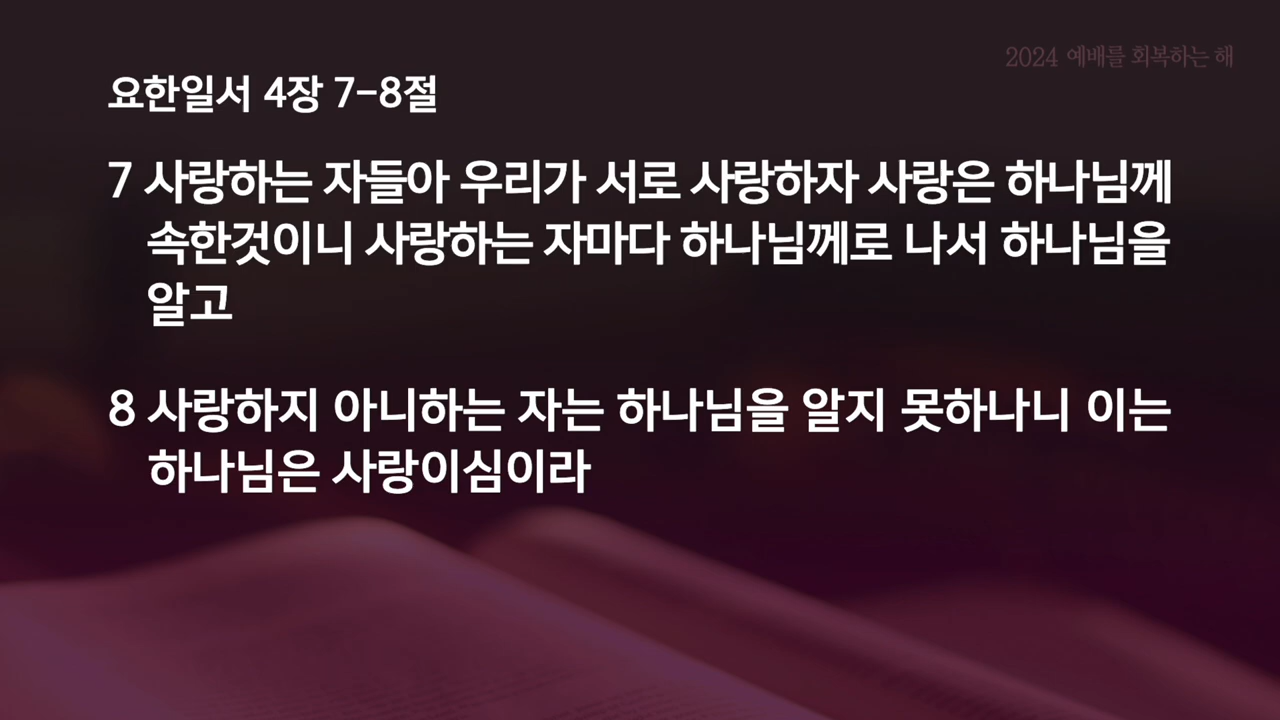 2024 예배를 회복하는 해
요한일서 4장 7-8절
7 사랑하는 자들아 우리가 서로 사랑하자 사랑은 하나님께
속한것이니 사랑하는 자마다 하나님께로 나서 하나님을
알고
8 사랑하지 아니하는 자는 하나님을 알지 못하나니 이는
하나님은 사랑이심이라